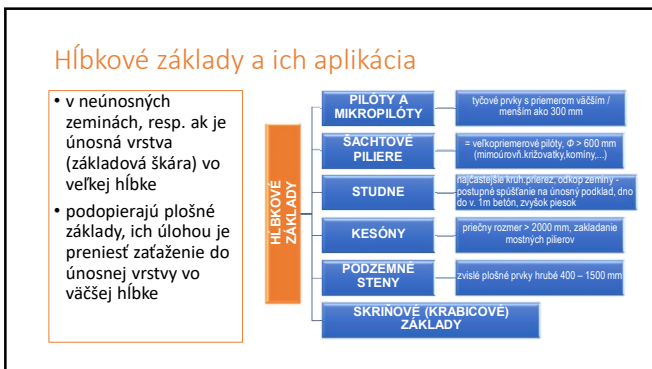 Hĺbkové základy a ich aplikácia
• v neúnosných
zeminách, resp. ak je
únosná vrstva
(základová škára) vo
veľkej hĺbke
• podopierajú plošné
základy, ich úlohou je
preniesť zaťaženie do
únosnej vrstvy vo
väčšej hĺbke
HĹBKOVÉ
ZÁKLADY
PILÓTY A
MIKROPILÓTY
tyčové prvky s priemerom väčším /
menším ako 300 mm
ŠACHTOVÉ
PILIERE
= veľkopriemerové pilóty, Φ > 600 mm
(mimoúrovň.križovatky,komíny,...)
STUDNE
najčastejšie kruh.prierez, odkop zeminy -
postupné spúšťanie na únosný podklad, dno
do v. 1m betón, zvyšok piesok
KESÓNY
priečny rozmer > 2000 mm, zakladanie
mostných pilierov
PODZEMNÉ
STENY
zvislé plošné prvky hrubé 400 – 1500 mm
SKRIŇOVÉ (KRABICOVÉ)
ZÁKLADY